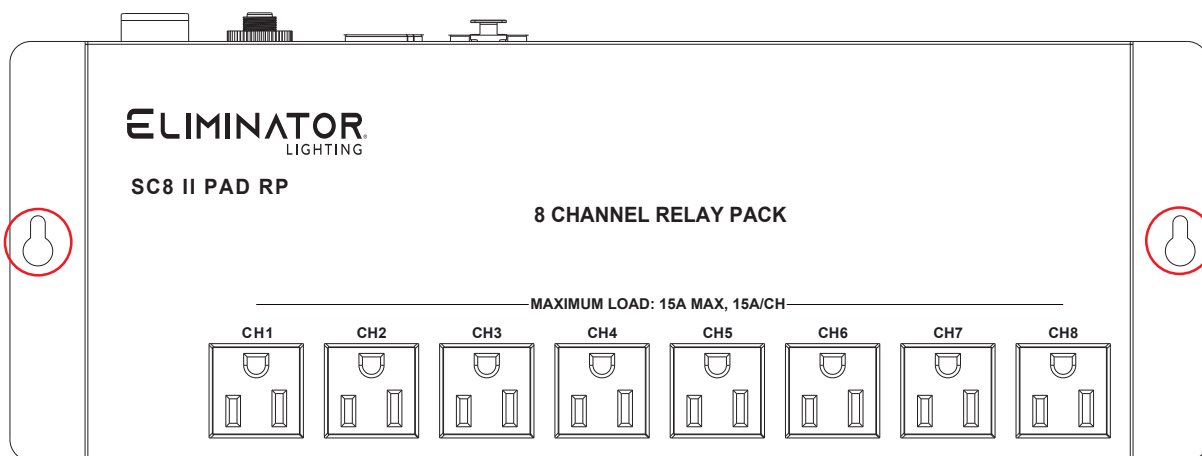 ELIMINATOR®
LIGHTING
SC8 II PAD RP
8 CHANNEL RELAY PACK
MAXIMUM LOAD: 15A MAX, 15A/CH
CH1 CH2 CH3 CH4 CH5 CH6 CH7 CH8